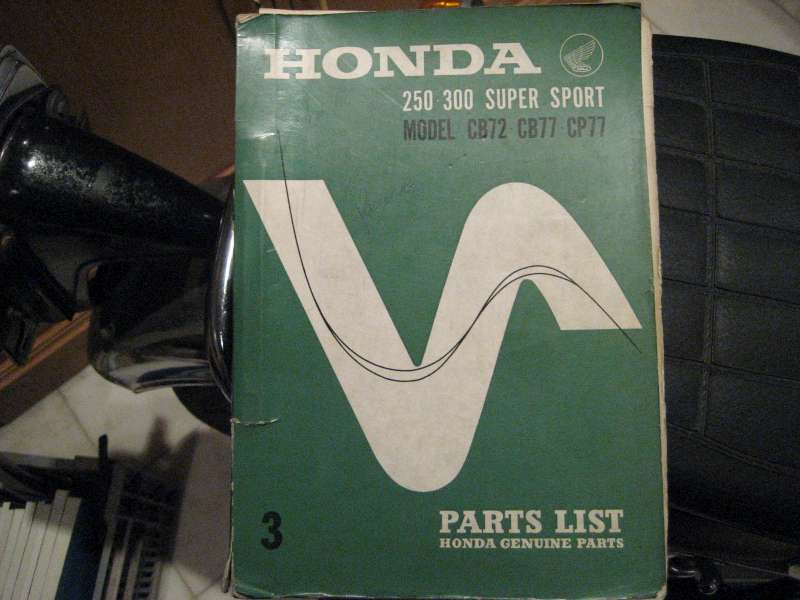 HONDA
250·300 SUPER SPORT
MODEL CB72·CB77·CP77
3
PARTS LIST
HONDA GENUINE PARTS